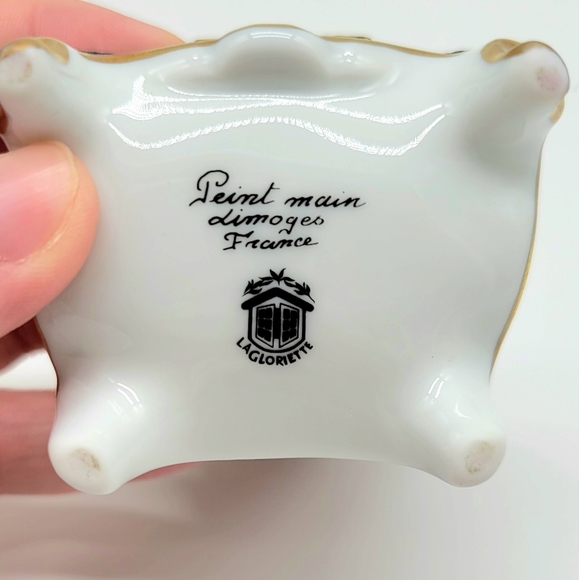 Peint main
Limoges
France
LAGLORIETTE